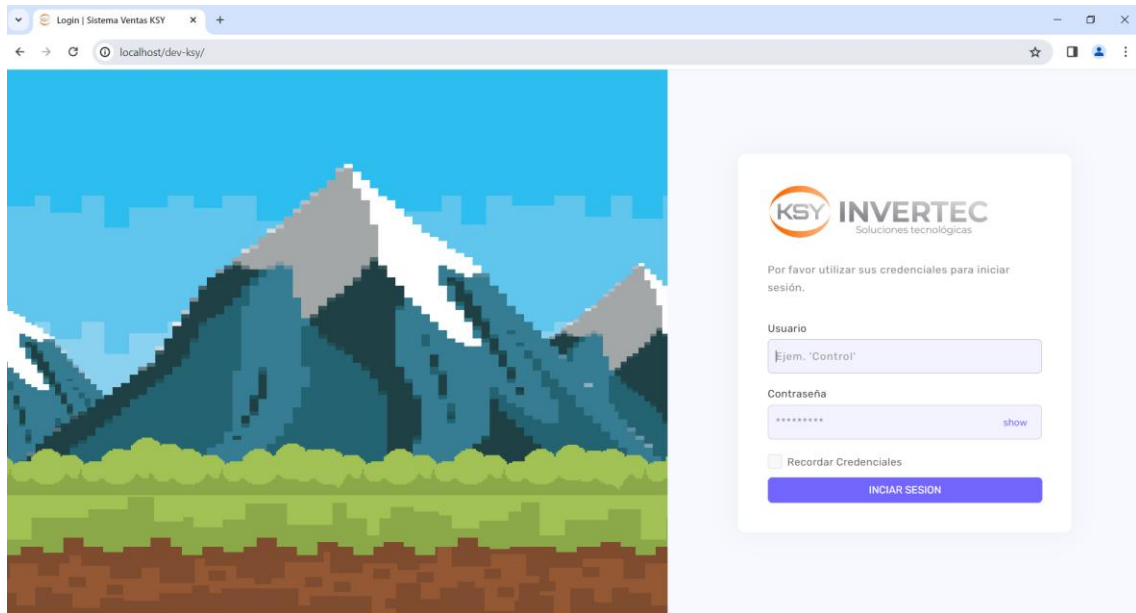 Login | Sistema Ventas KSY
localhost/dev-ksy/
KSY INVERTEC
Soluciones tecnológicas
Por favor utilizar sus credenciales para iniciar
sesión.
Usuario
Ejem. 'Control'
Contraseña
********* show
Recordar Credenciales
INCIAR SESION